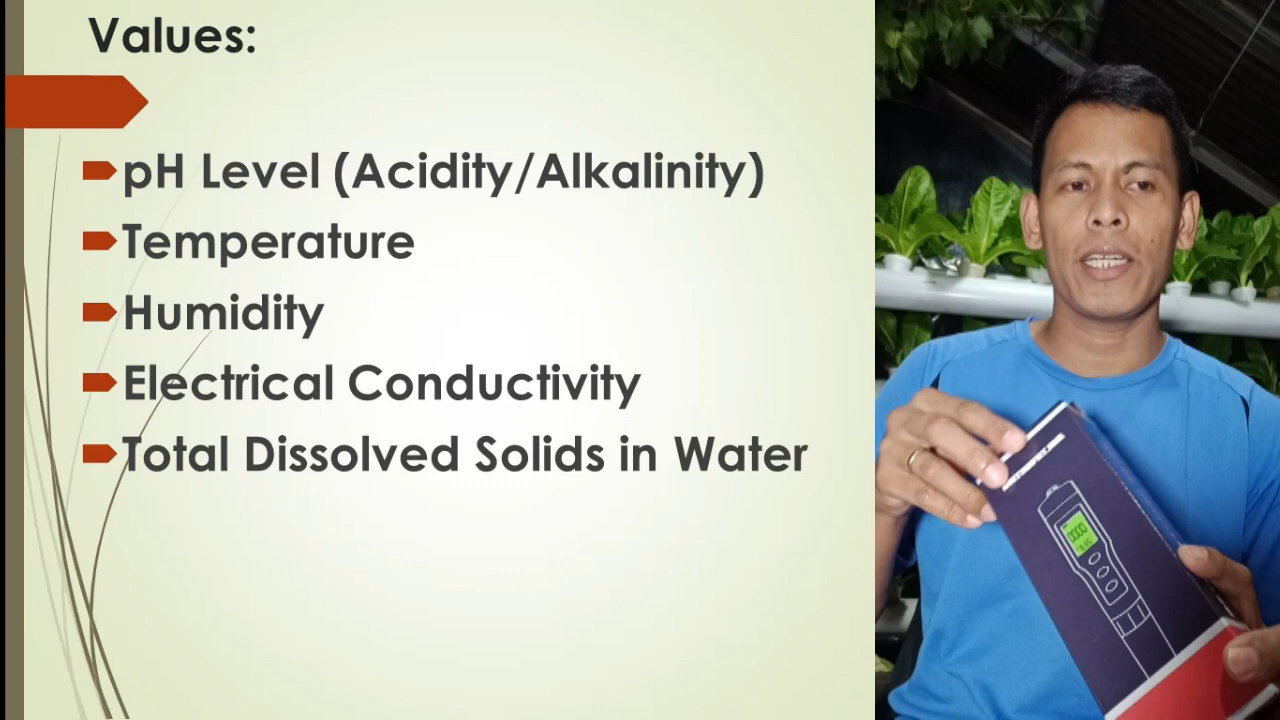 Values:
pH Level (Acidity/Alkalinity)
Temperature
Humidity
Electrical Conductivity
Total Dissolved Solids in Water